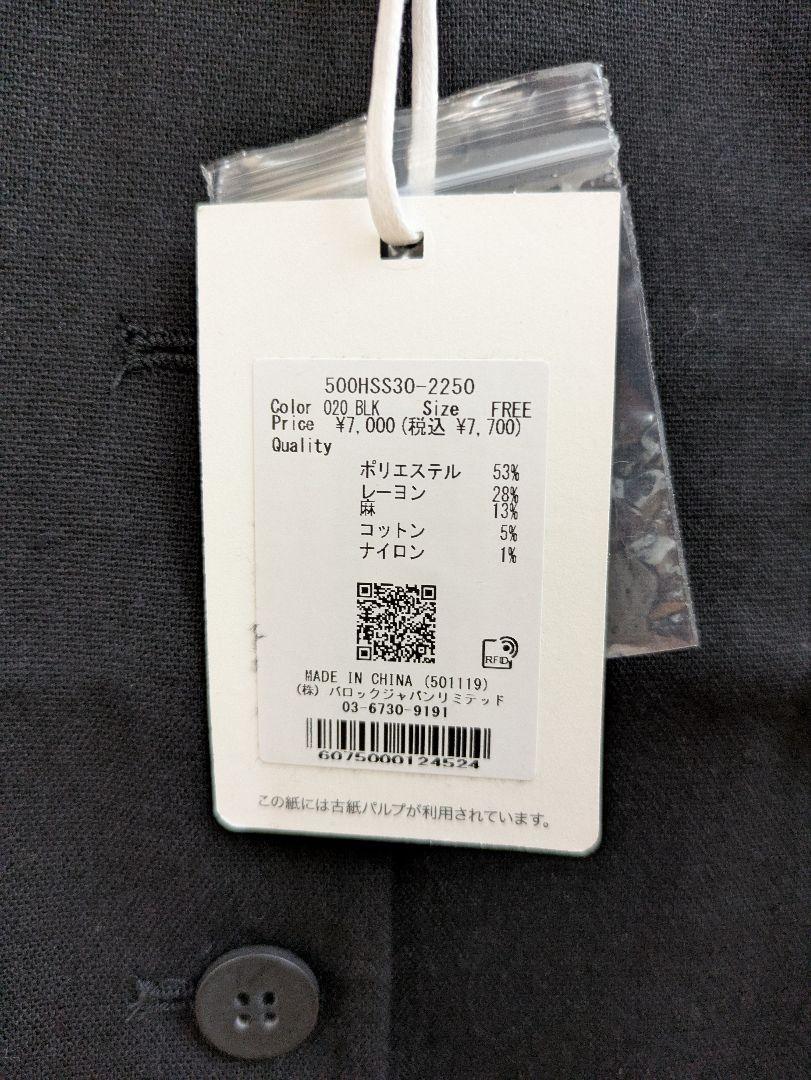 500HSS30-2250
Color 020 BLK Size FREE
Price ¥7,000(税込 ¥7,700)
Quality
ポリエステル 53%
レーヨン 28%
麻 13%
コットン 5%
ナイロン 1%
RFID
MADE IN CHINA (501119)
(株) バロックジャパンリミテッド
03-6730-9191
6075000124524
この紙には古紙パルプが利用されています。